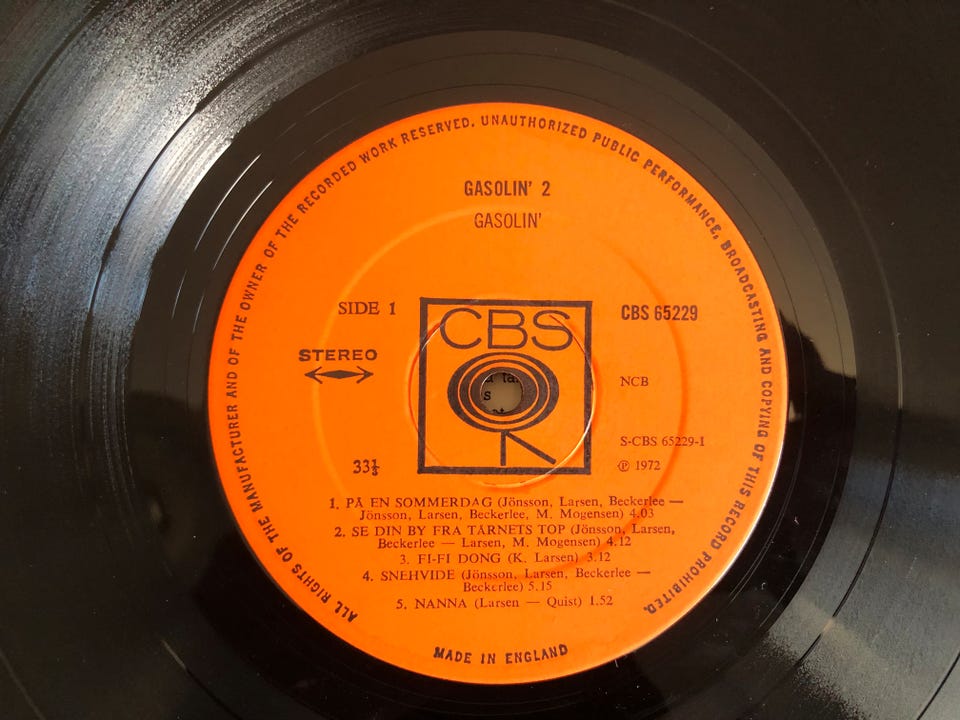 ALL RIGHTS OF THE MANUFACTURER AND OF THE OWNER OF THE RECORDED WORK RESERVED. UNAUTHORIZED PUBLIC PERFORMANCE, BROADCASTING AND COPYING OF THIS RECORD PROHIBITED.
GASOLIN' 2
GASOLIN'
SIDE 1
CBS
CBS 65229
STEREO
NCB
S-CBS 65229-1
33⅓
℗ 1972
1. PÅ EN SOMMERDAG (Jönsson, Larsen, Beckerlee —
Jönsson, Larsen, Beckerlee, M. Mogensen) 4.03
2. SE DIN BY FRA TÅRNETS TOP (Jönsson, Larsen,
Beckerlee — Larsen, M. Mogensen) 4.12
3. FI-FI DONG (K. Larsen) 3.12
4. SNEHVIDE (Jönsson, Larsen, Beckerlee —
Beckerlee) 5.15
5. NANNA (Larsen — Quist) 1.52
MADE IN ENGLAND